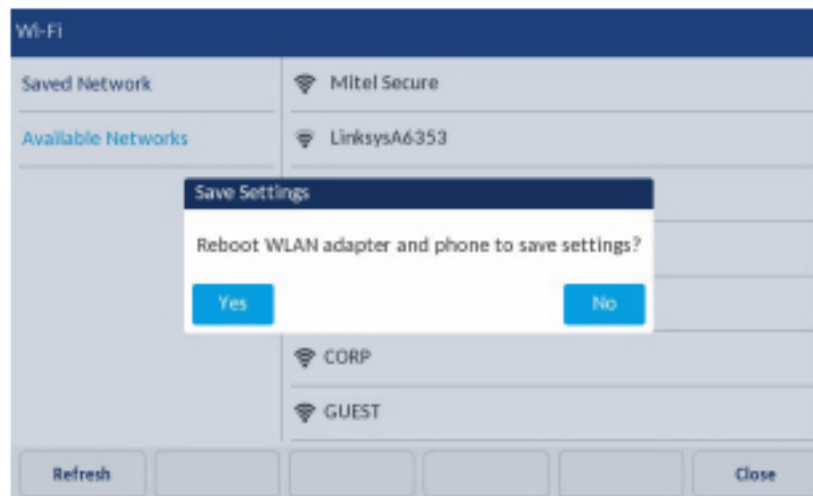 Wi-Fi
Saved Network
Mitel Secure
Available Networks
LinksysA6353
Save Settings
Reboot WLAN adapter and phone to save settings?
Yes
No
CORP
GUEST
Refresh
Close